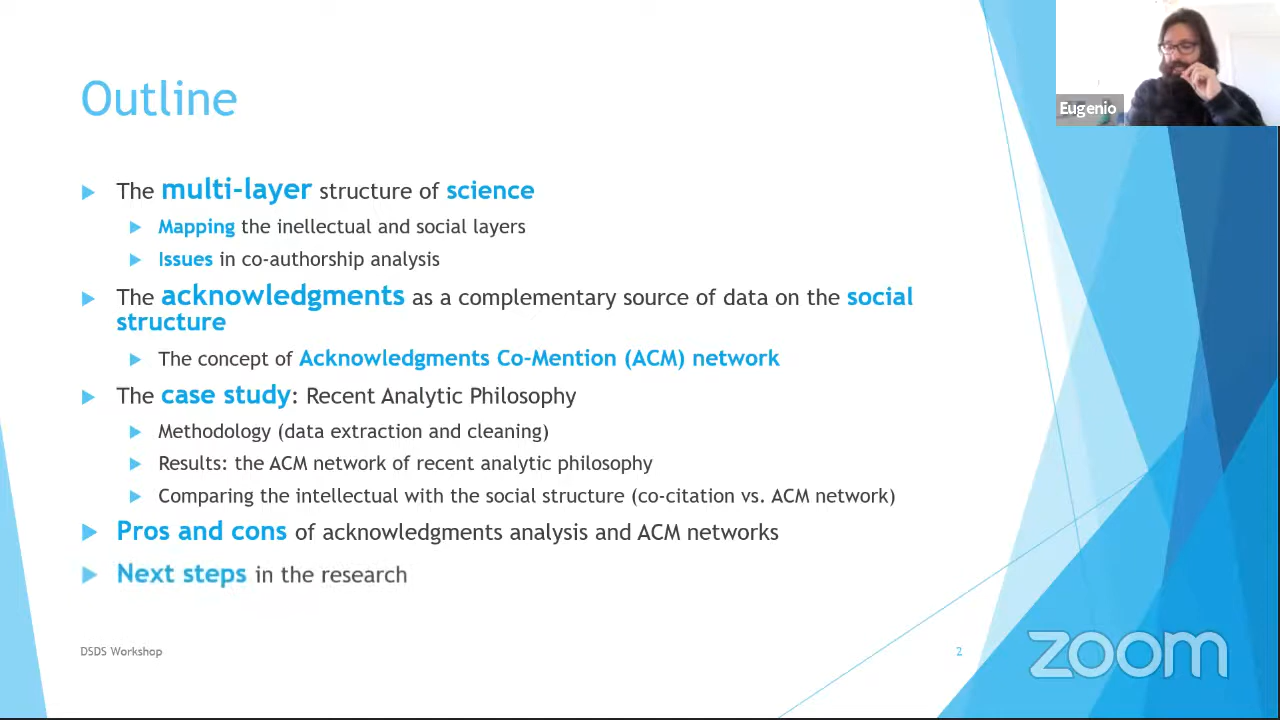 Outline
Eugenio
The multi-layer structure of science
Mapping the inellectual and social layers
Issues in co-authorship analysis
The acknowledgments as a complementary source of data on the social
structure
The concept of Acknowledgments Co-Mention (ACM) network
The case study: Recent Analytic Philosophy
Methodology (data extraction and cleaning)
Results: the ACM network of recent analytic philosophy
Comparing the intellectual with the social structure (co-citation vs. ACM network)
Pros and cons of acknowledgments analysis and ACM networks
Next steps in the research
DSDS Workshop
2
zoom